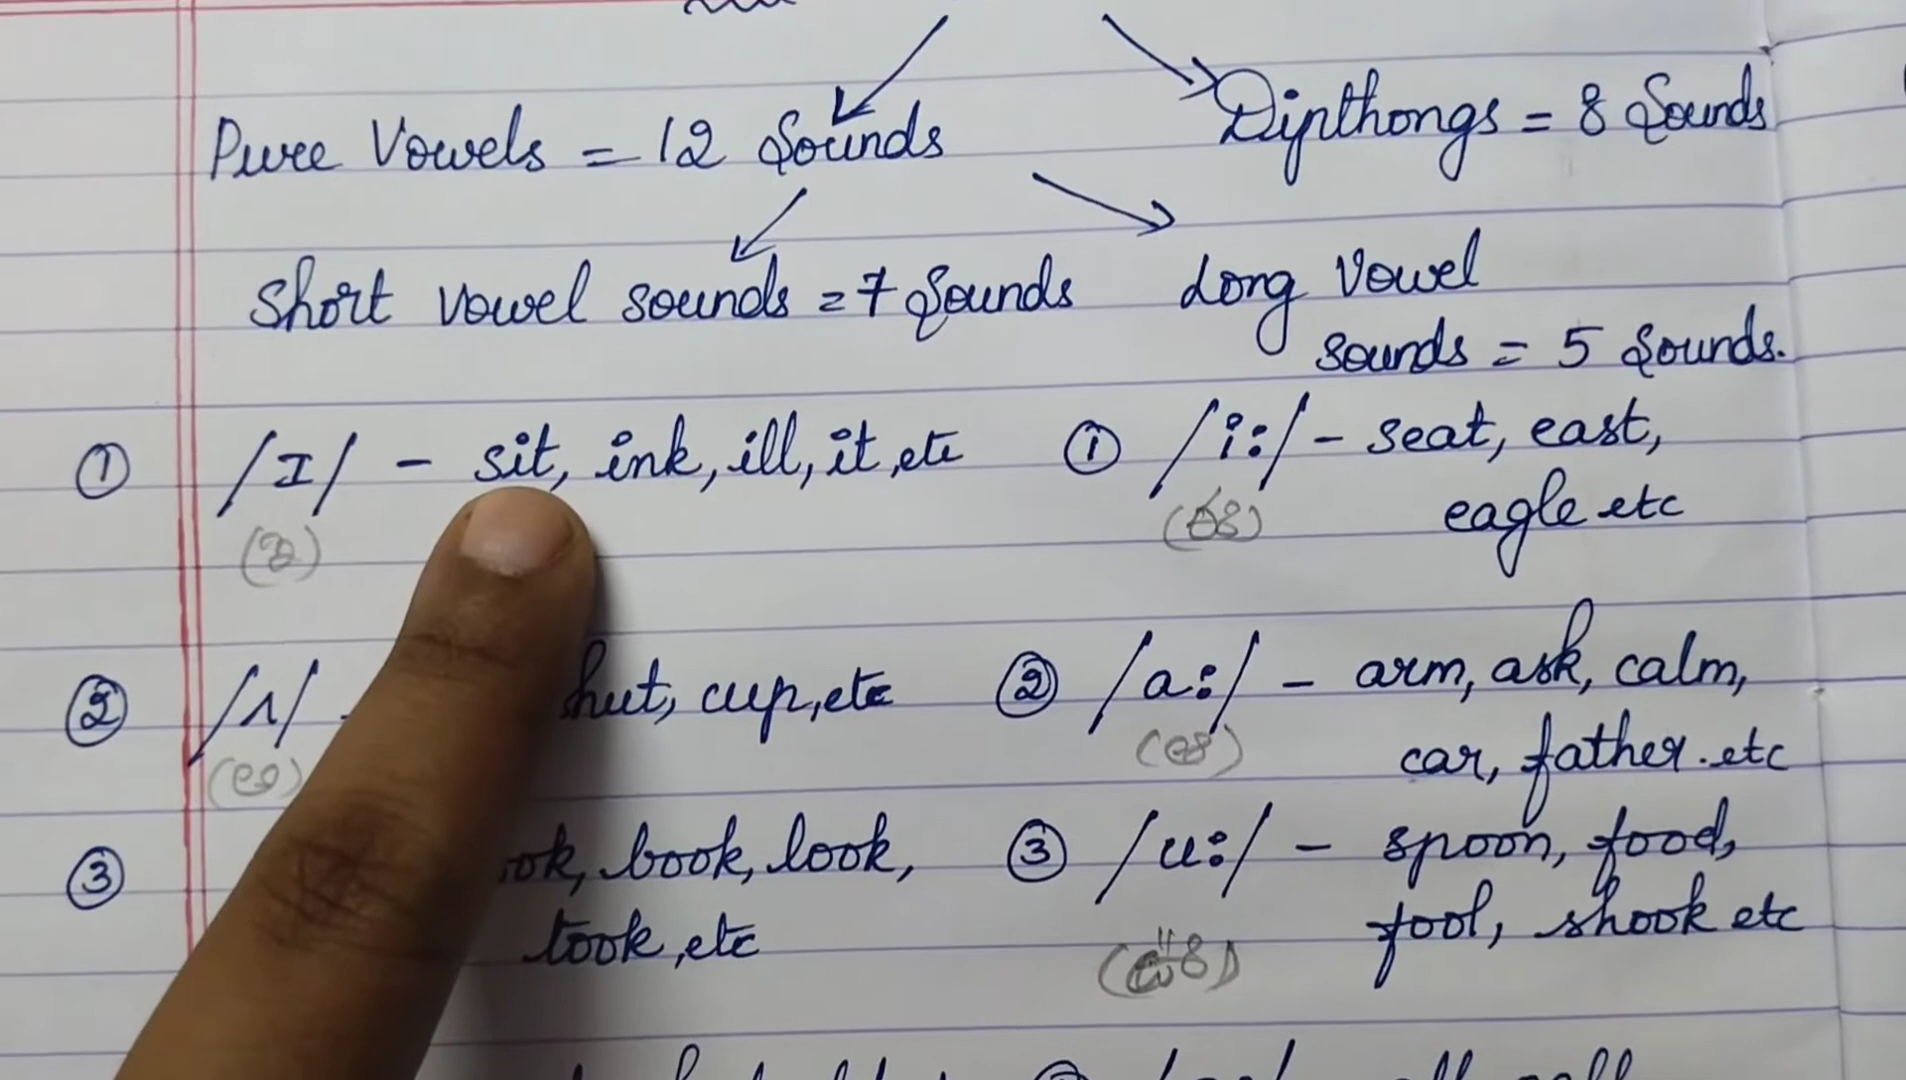 Pure Vowels = 12 Sounds
Dipthongs = 8 Sounds
Short vowel sounds = 7 Sounds
Long Vowel
sounds = 5 Sounds.
① /I/ - sit, ink, ill, it, etc
① /i:/ - seat, east,
eagle etc
② /ʌ/ - hut, cup, etc
② /a:/ - arm, ask, calm,
car, father. etc
③ book, look,
took, etc
③ /u:/ - spoon, food,
fool, shook etc